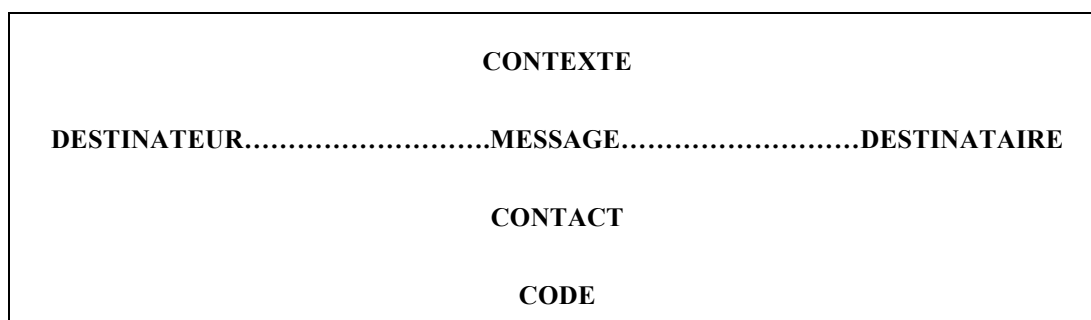 CONTEXTE
DESTINATEUR……………………….MESSAGE………………………DESTINATAIRE
CONTACT
CODE